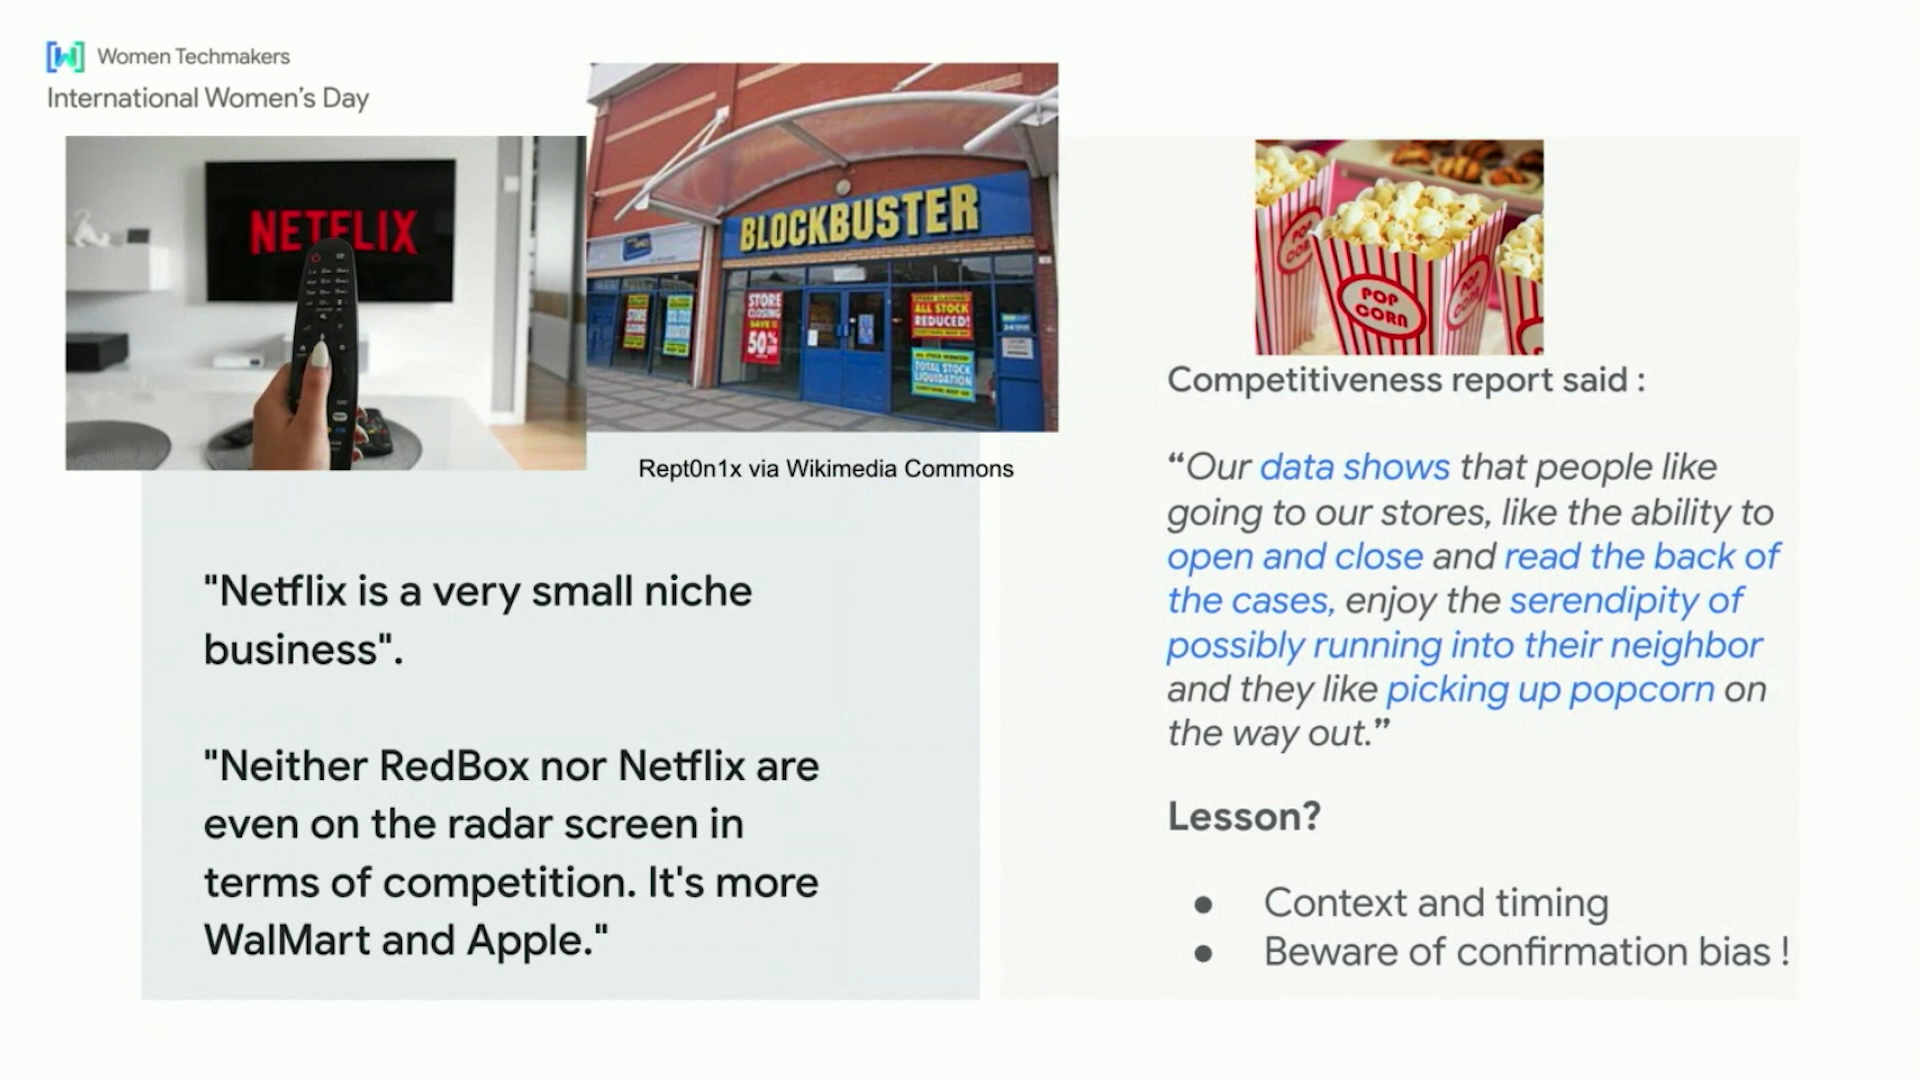 Women Techmakers
International Women's Day
NETFLIX
BLOCKBUSTER
STORE
CLOSING
SAVE
50%
STORE CLOSING!
ALL STOCK
REDUCED!
TOTAL STOCK
LIQUIDATION
Rept0n1x via Wikimedia Commons
"Netflix is a very small niche
business".
"Neither RedBox nor Netflix are
even on the radar screen in
terms of competition. It's more
WalMart and Apple."
POP
CORN
Competitiveness report said :
“Our data shows that people like
going to our stores, like the ability to
open and close and read the back of
the cases, enjoy the serendipity of
possibly running into their neighbor
and they like picking up popcorn on
the way out.”
Lesson?
● Context and timing
● Beware of confirmation bias !